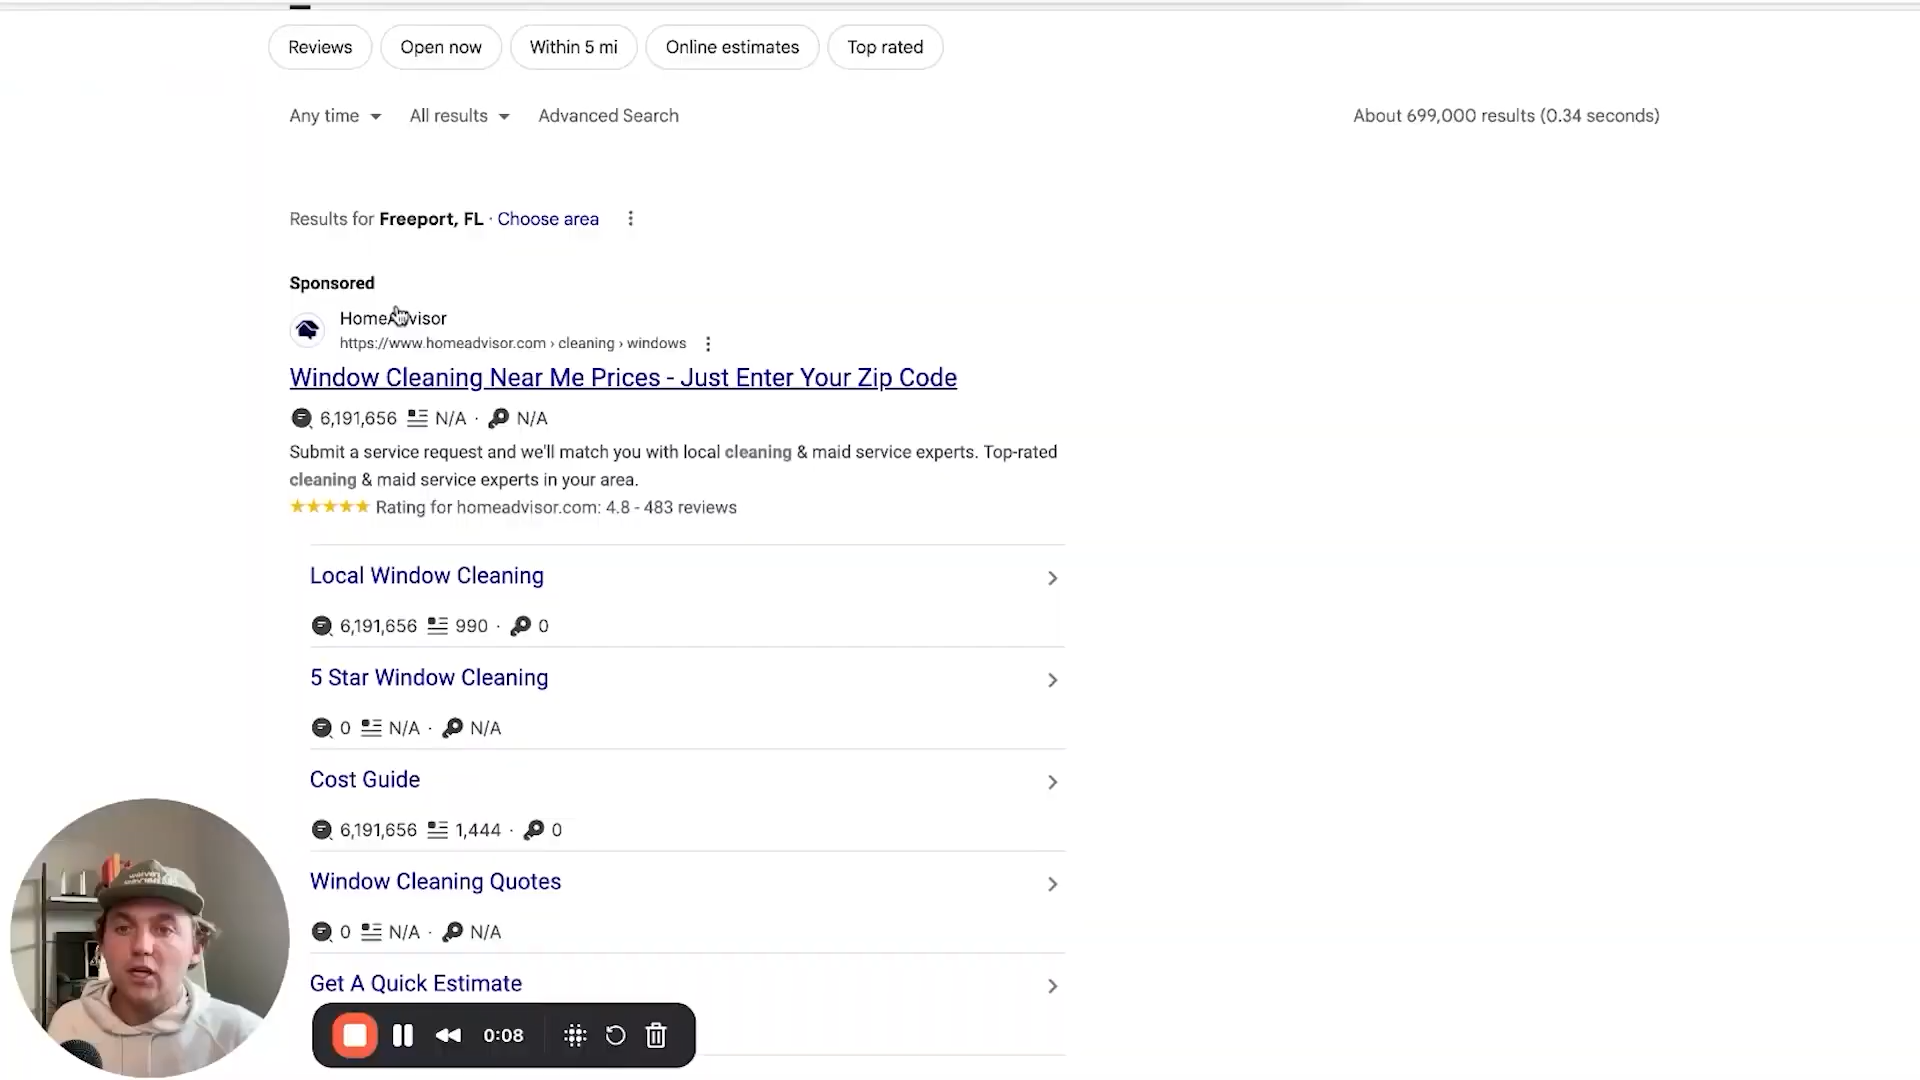 Reviews
Open now
Within 5 mi
Online estimates
Top rated
Any time
All results
Advanced Search
About 699,000 results (0.34 seconds)
Results for Freeport, FL · Choose area
Sponsored
HomeAdvisor
https://www.homeadvisor.com › cleaning › windows
Window Cleaning Near Me Prices - Just Enter Your Zip Code
6,191,656 N/A · N/A
Submit a service request and we'll match you with local cleaning & maid service experts. Top-rated
cleaning & maid service experts in your area.
Rating for homeadvisor.com: 4.8 - 483 reviews
Local Window Cleaning
6,191,656 990 · 0
5 Star Window Cleaning
0 N/A · N/A
Cost Guide
6,191,656 1,444 · 0
Window Cleaning Quotes
0 N/A · N/A
Get A Quick Estimate
0:08